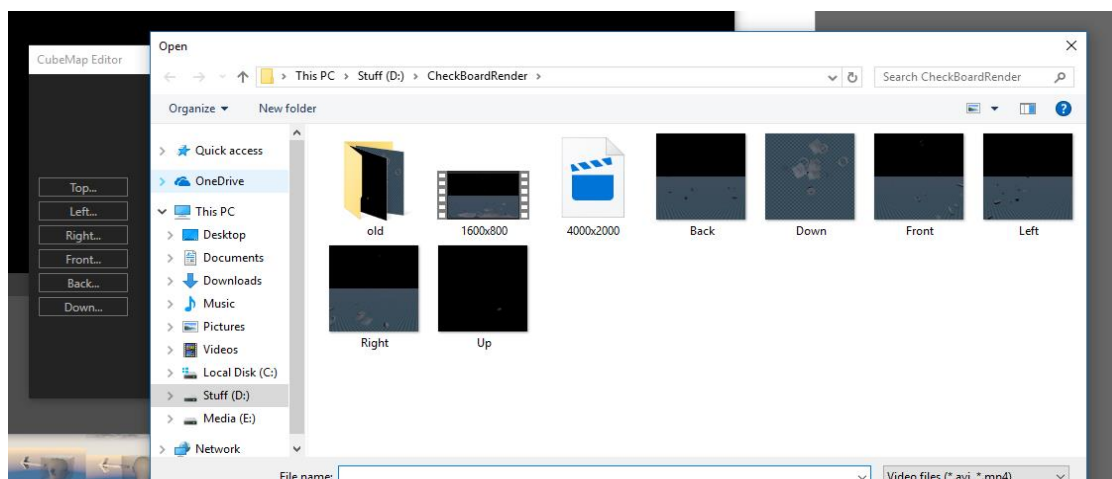 Open
CubeMap Editor
This PC > Stuff (D:) > CheckBoardRender >
Search CheckBoardRender
Organize
New folder
Quick access
OneDrive
This PC
Desktop
Documents
Downloads
Music
Pictures
Videos
Local Disk (C:)
Stuff (D:)
Media (E:)
Network
Top...
Left...
Right...
Front...
Back...
Down...
old
1600x800
4000x2000
Back
Down
Front
Left
Right
Up
File name:
Video files (*.avi, *.mp4)